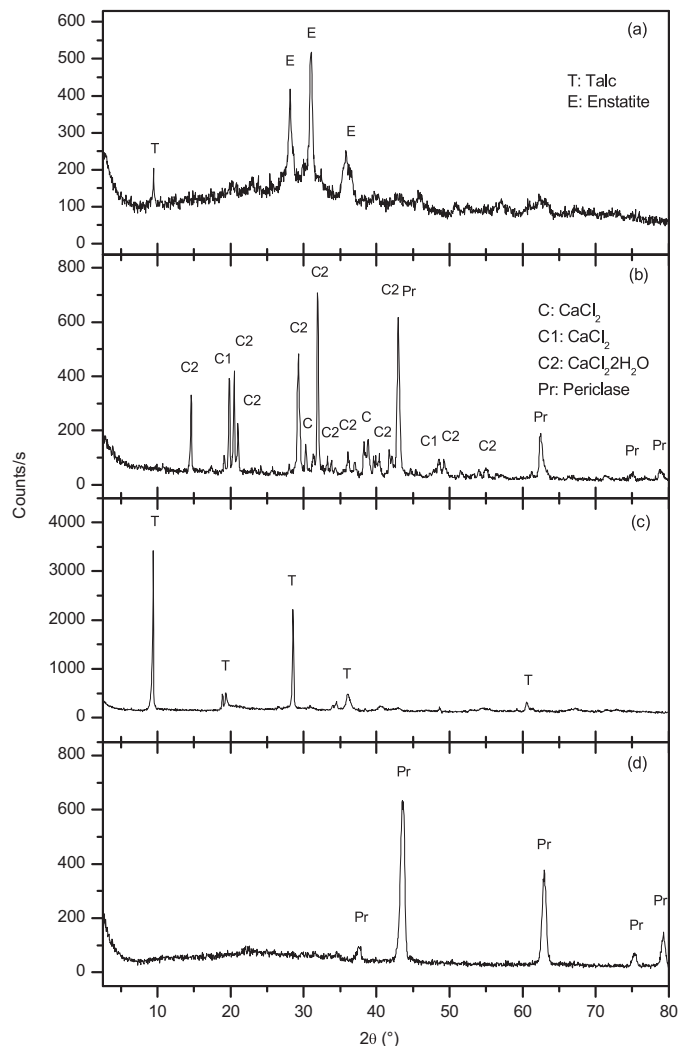 600
(a)
E
E
T: Talc
E: Enstatite
500
400
300
E
T
200
100
0
800
(b)
C2
C2 Pr
C: CaCl₂
C1: CaCl₂
C2: CaCl₂2H₂O
Pr: Periclase
600
C2
C2
C1
C2
C2
400
C
C2
C2
C
C2
C1
C2
C2
Pr
Pr
Pr
200
0
Counts/s
4000
(c)
T
3000
T
2000
1000
T
T
T
0
800
(d)
Pr
600
Pr
400
200
Pr
Pr
Pr
0
10 20 30 40 50 60 70 80
2θ (°)